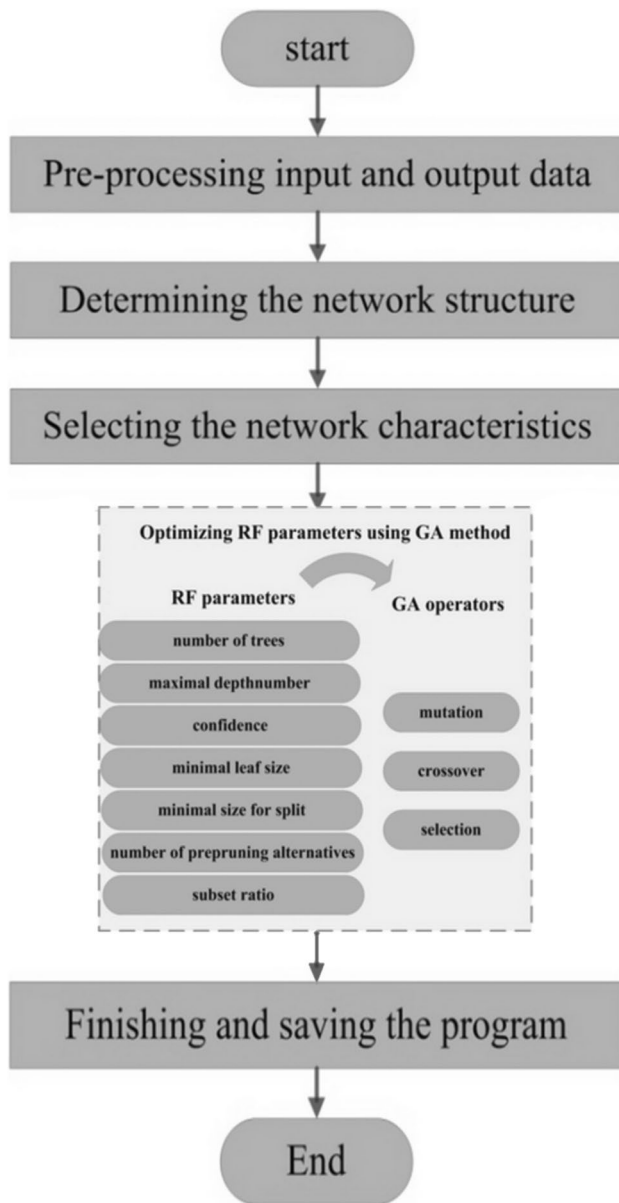 start
Pre-processing input and output data
Determining the network structure
Selecting the network characteristics
Optimizing RF parameters using GA method
RF parameters
number of trees
maximal depthnumber
confidence
minimal leaf size
minimal size for split
number of prepruning alternatives
subset ratio
GA operators
mutation
crossover
selection
Finishing and saving the program
End